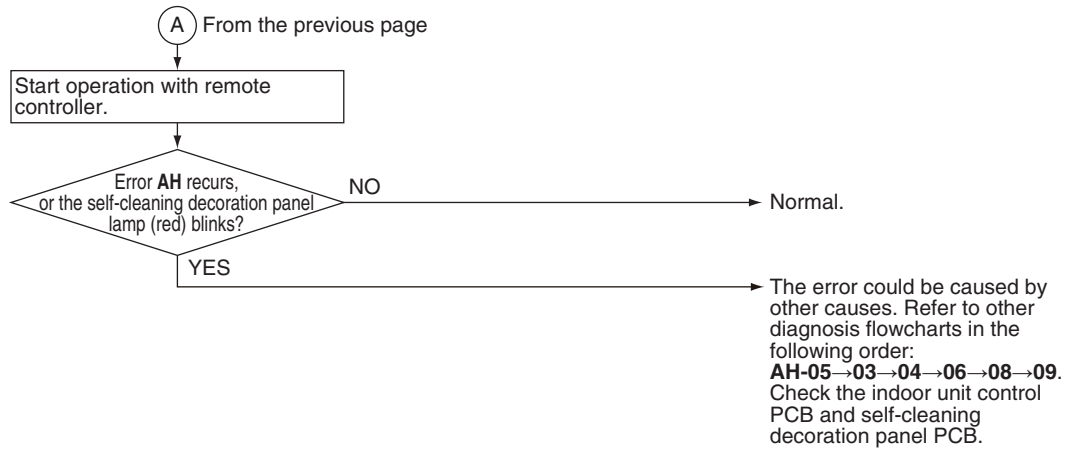 A From the previous page
Start operation with remote
controller.
Error AH recurs,
or the self-cleaning decoration panel
lamp (red) blinks?
NO
Normal.
YES
The error could be caused by
other causes. Refer to other
diagnosis flowcharts in the
following order:
AH-05→03→04→06→08→09.
Check the indoor unit control
PCB and self-cleaning
decoration panel PCB.